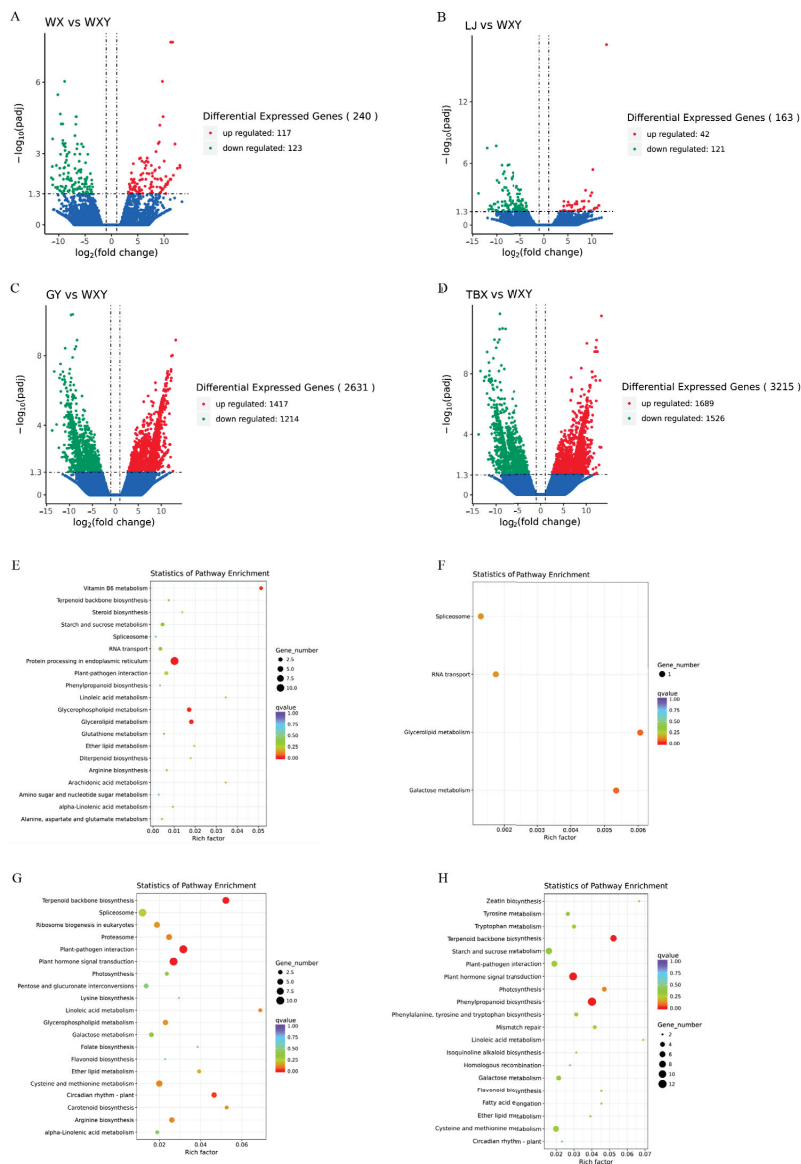 A
WX vs WXY
−log10(padj)
6
3
1.3
0
−10 −5 0 5 10
log2(fold change)
Differential Expressed Genes ( 240 )
up regulated: 117
down regulated: 123
B
LJ vs WXY
−log10(padj)
12
6
1.3
0
−15 −10 −5 0 5 10 15
log2(fold change)
Differential Expressed Genes ( 163 )
up regulated: 42
down regulated: 121
C
GY vs WXY
−log10(padj)
8
4
1.3
0
−15 −10 −5 0 5 10 15
log2(fold change)
Differential Expressed Genes ( 2631 )
up regulated: 1417
down regulated: 1214
D
TBX vs WXY
−log10(padj)
8
4
1.3
0
−15 −10 −5 0 5 10 15
log2(fold change)
Differential Expressed Genes ( 3215 )
up regulated: 1689
down regulated: 1526
E
Statistics of Pathway Enrichment
Vitamin B6 metabolism
Terpenoid backbone biosynthesis
Steroid biosynthesis
Starch and sucrose metabolism
Spliceosome
RNA transport
Protein processing in endoplasmic reticulum
Plant-pathogen interaction
Phenylpropanoid biosynthesis
Linoleic acid metabolism
Glycerophospholipid metabolism
Glycerolipid metabolism
Glutathione metabolism
Ether lipid metabolism
Diterpenoid biosynthesis
Arginine biosynthesis
Arachidonic acid metabolism
Amino sugar and nucleotide sugar metabolism
alpha-Linolenic acid metabolism
Alanine, aspartate and glutamate metabolism
0.00 0.01 0.02 0.03 0.04 0.05
Rich factor
Gene_number
2.5
5.0
7.5
10.0
qvalue
1.00
0.75
0.50
0.25
0.00
F
Statistics of Pathway Enrichment
Spliceosome
RNA transport
Glycerolipid metabolism
Galactose metabolism
0.002 0.003 0.004 0.005 0.006
Rich factor
Gene_number
1
qvalue
1.00
0.75
0.50
0.25
0.00
G
Statistics of Pathway Enrichment
Terpenoid backbone biosynthesis
Spliceosome
Ribosome biogenesis in eukaryotes
Proteasome
Plant-pathogen interaction
Plant hormone signal transduction
Photosynthesis
Pentose and glucuronate interconversions
Lysine biosynthesis
Linoleic acid metabolism
Glycerophospholipid metabolism
Galactose metabolism
Folate biosynthesis
Flavonoid biosynthesis
Ether lipid metabolism
Cysteine and methionine metabolism
Circadian rhythm - plant
Carotenoid biosynthesis
Arginine biosynthesis
alpha-Linolenic acid metabolism
0.02 0.04 0.06
Rich factor
Gene_number
2.5
5.0
7.5
10.0
qvalue
1.00
0.75
0.50
0.25
0.00
H
Statistics of Pathway Enrichment
Zeatin biosynthesis
Tyrosine metabolism
Tryptophan metabolism
Terpenoid backbone biosynthesis
Starch and sucrose metabolism
Plant-pathogen interaction
Plant hormone signal transduction
Photosynthesis
Phenylpropanoid biosynthesis
Phenylalanine, tyrosine and tryptophan biosynthesis
Mismatch repair
Linoleic acid metabolism
Isoquinoline alkaloid biosynthesis
Homologous recombination
Galactose metabolism
Flavonoid biosynthesis
Fatty acid elongation
Ether lipid metabolism
Cysteine and methionine metabolism
Circadian rhythm - plant
0.02 0.03 0.04 0.05 0.06 0.07
Rich factor
qvalue
1.00
0.75
0.50
0.25
0.00
Gene_number
2
4
6
8
10
12